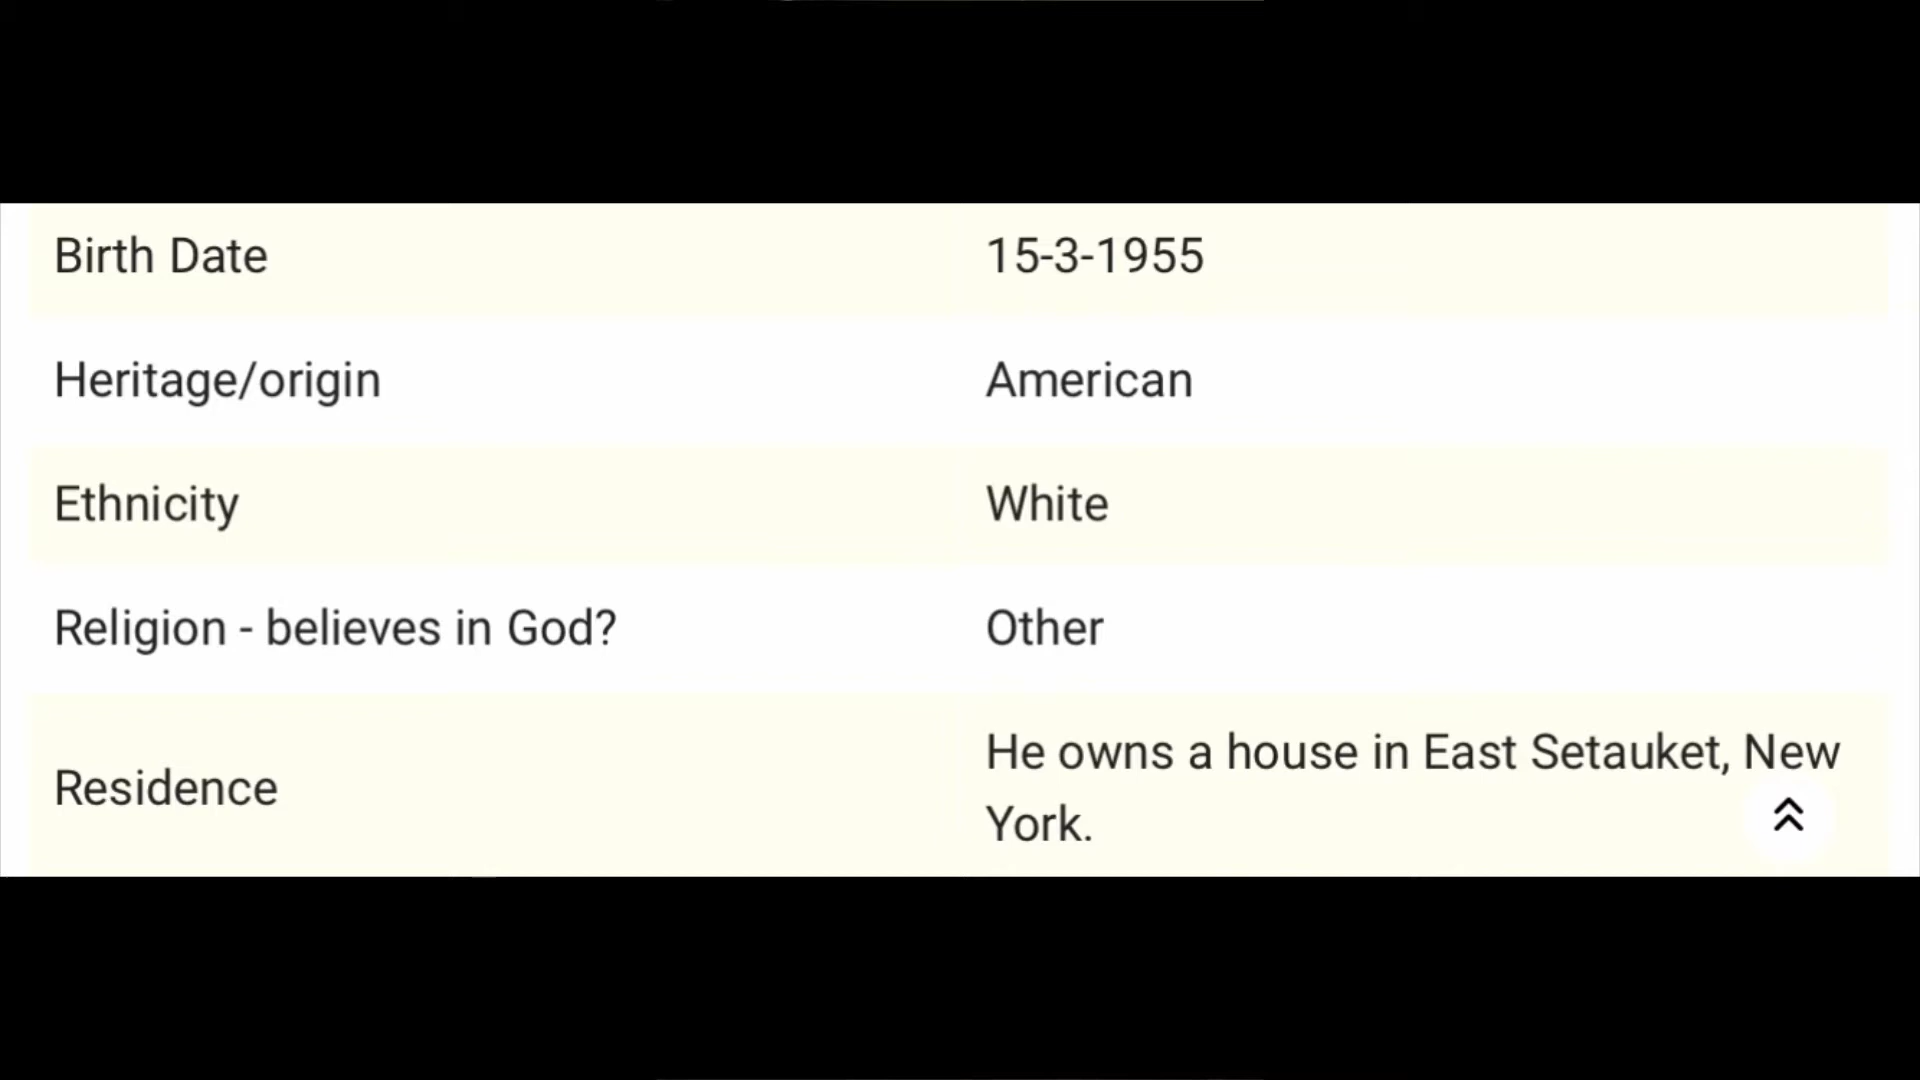 Birth Date 15-3-1955
Heritage/origin American
Ethnicity White
Religion - believes in God? Other
Residence He owns a house in East Setauket, New
York.